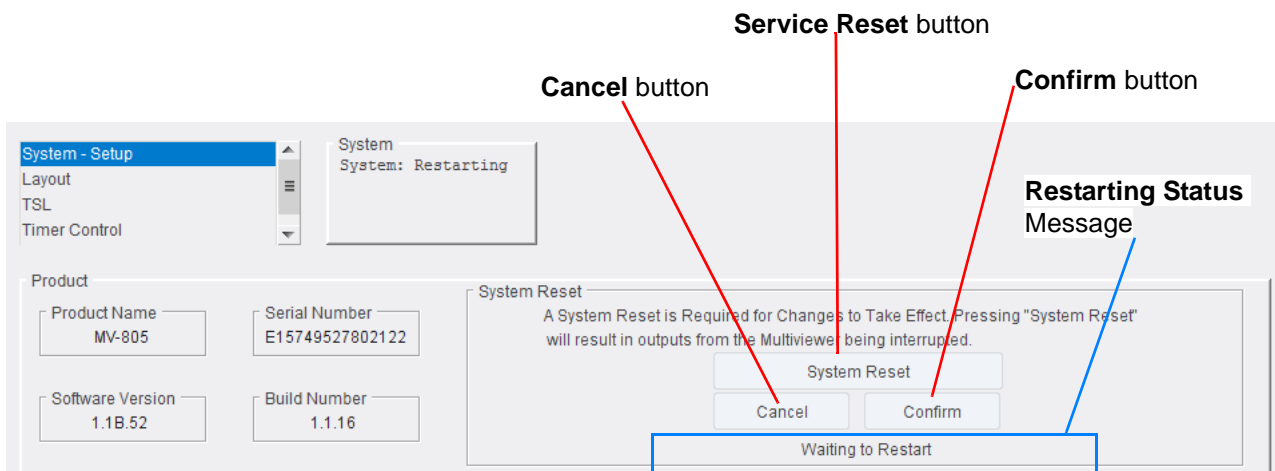 Service Reset button
Cancel button
Confirm button
System - Setup
Layout
TSL
Timer Control
System
System: Restarting
Restarting Status
Message
Product
Product Name
MV-805
Serial Number
E15749527802122
Software Version
1.1B.52
Build Number
1.1.16
System Reset
A System Reset is Required for Changes to Take Effect. Pressing "System Reset"
will result in outputs from the Multiviewer being interrupted.
System Reset
Cancel
Confirm
Waiting to Restart